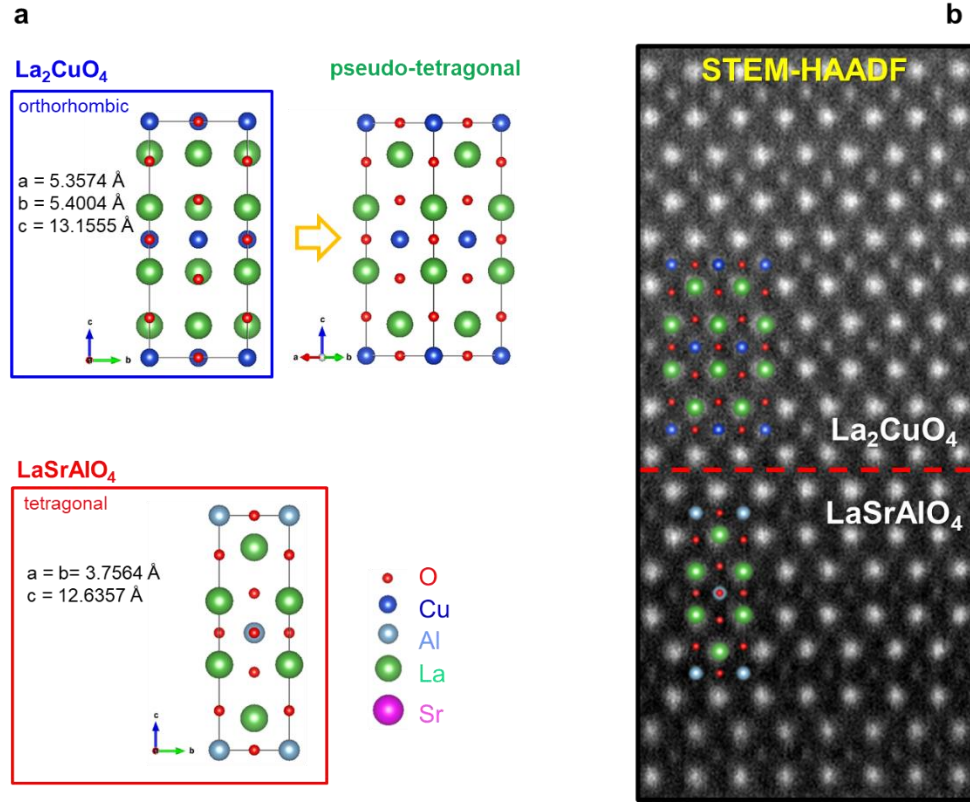 a
b
La₂CuO₄
pseudo-tetragonal
orthorhombic
a = 5.3574 Å
b = 5.4004 Å
c = 13.1555 Å
c
b
c
a
b
LaSrAlO₄
tetragonal
a = b= 3.7564 Å
c = 12.6357 Å
c
b
O
Cu
Al
La
Sr
STEM-HAADF
La₂CuO₄
LaSrAlO₄